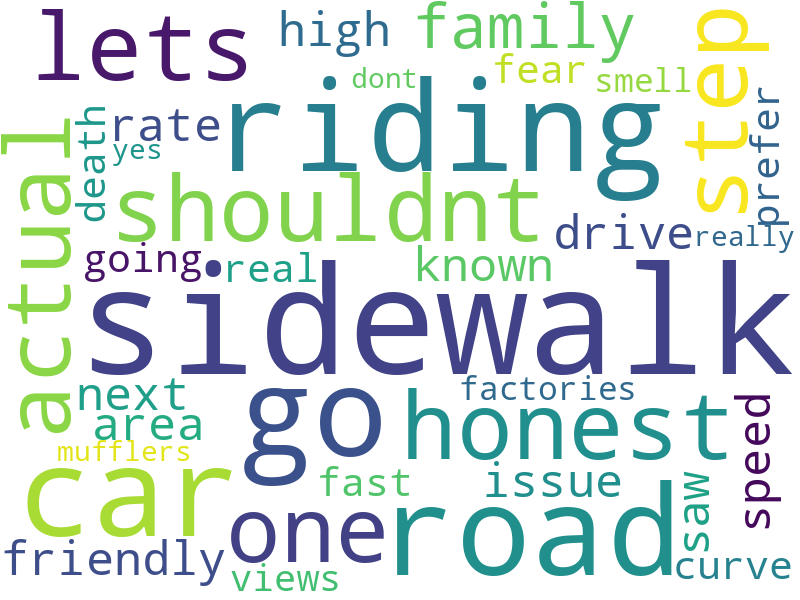 lets
high
family
step
dont
fear
smell
riding
prefer
death
rate
yes
actual
shouldnt
drive
really
going
real
known
sidewalk
next
area
go
factories
honest
speed
mufflers
car
fast
issue
saw
one
road
friendly
views
curve